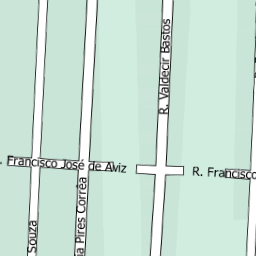 R. Valdecir Bastos
. Francisco José de Aviz
R. Francisco
a Pires Corrêa
Souza